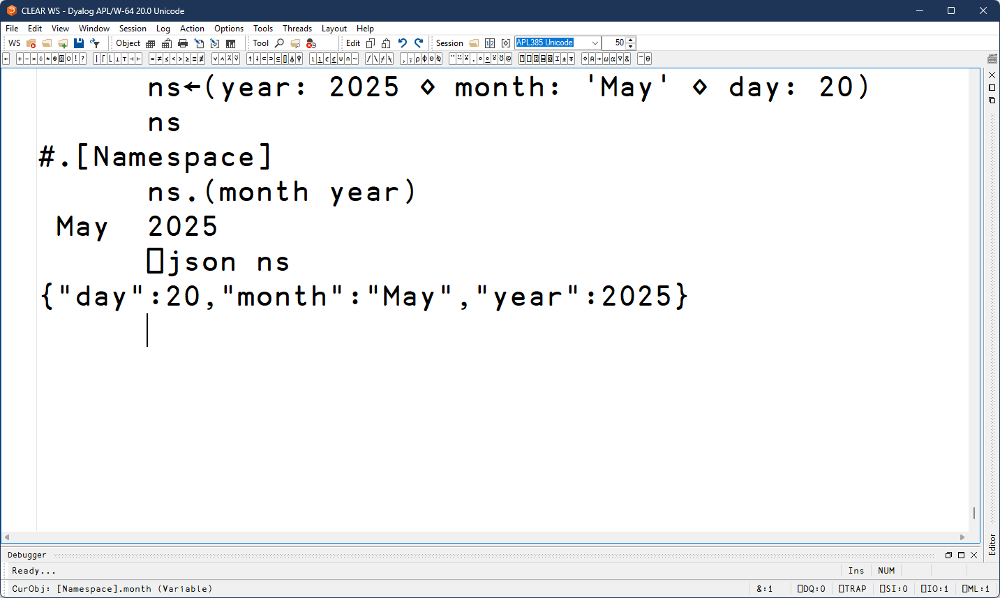 CLEAR WS - Dyalog APL/W-64 20.0 Unicode
File Edit View Window Session Log Action Options Tools Threads Layout Help
WS Object Tool Edit Session APL385 Unicode 50
ns←(year: 2025 ⋄ month: 'May' ⋄ day: 20)
ns
#.[Namespace]
ns.(month year)
May 2025
⎕json ns
{"day":20,"month":"May","year":2025}
Editor
Debugger
Ready... Ins NUM
CurObj: [Namespace].month (Variable) &:1 ⎕DQ:0 ⎕TRAP ⎕SI:0 ⎕IO:1 ⎕ML:1